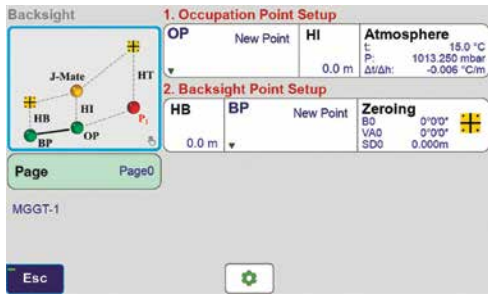 Backsight
1. Occupation Point Setup
J-Mate
HT
HB
HI
P₁
BP
OP
OP
New Point
HI
0.0 m
Atmosphere
t: 15.0 °C
P: 1013.250 mbar
Δt/Δh: -0.006 °C/m
2. Backsight Point Setup
HB
0.0 m
BP
New Point
Zeroing
B0 0°0'0"
VA0 0°0'0"
SD0 0.000m
Page Page0
MGGT-1
Esc